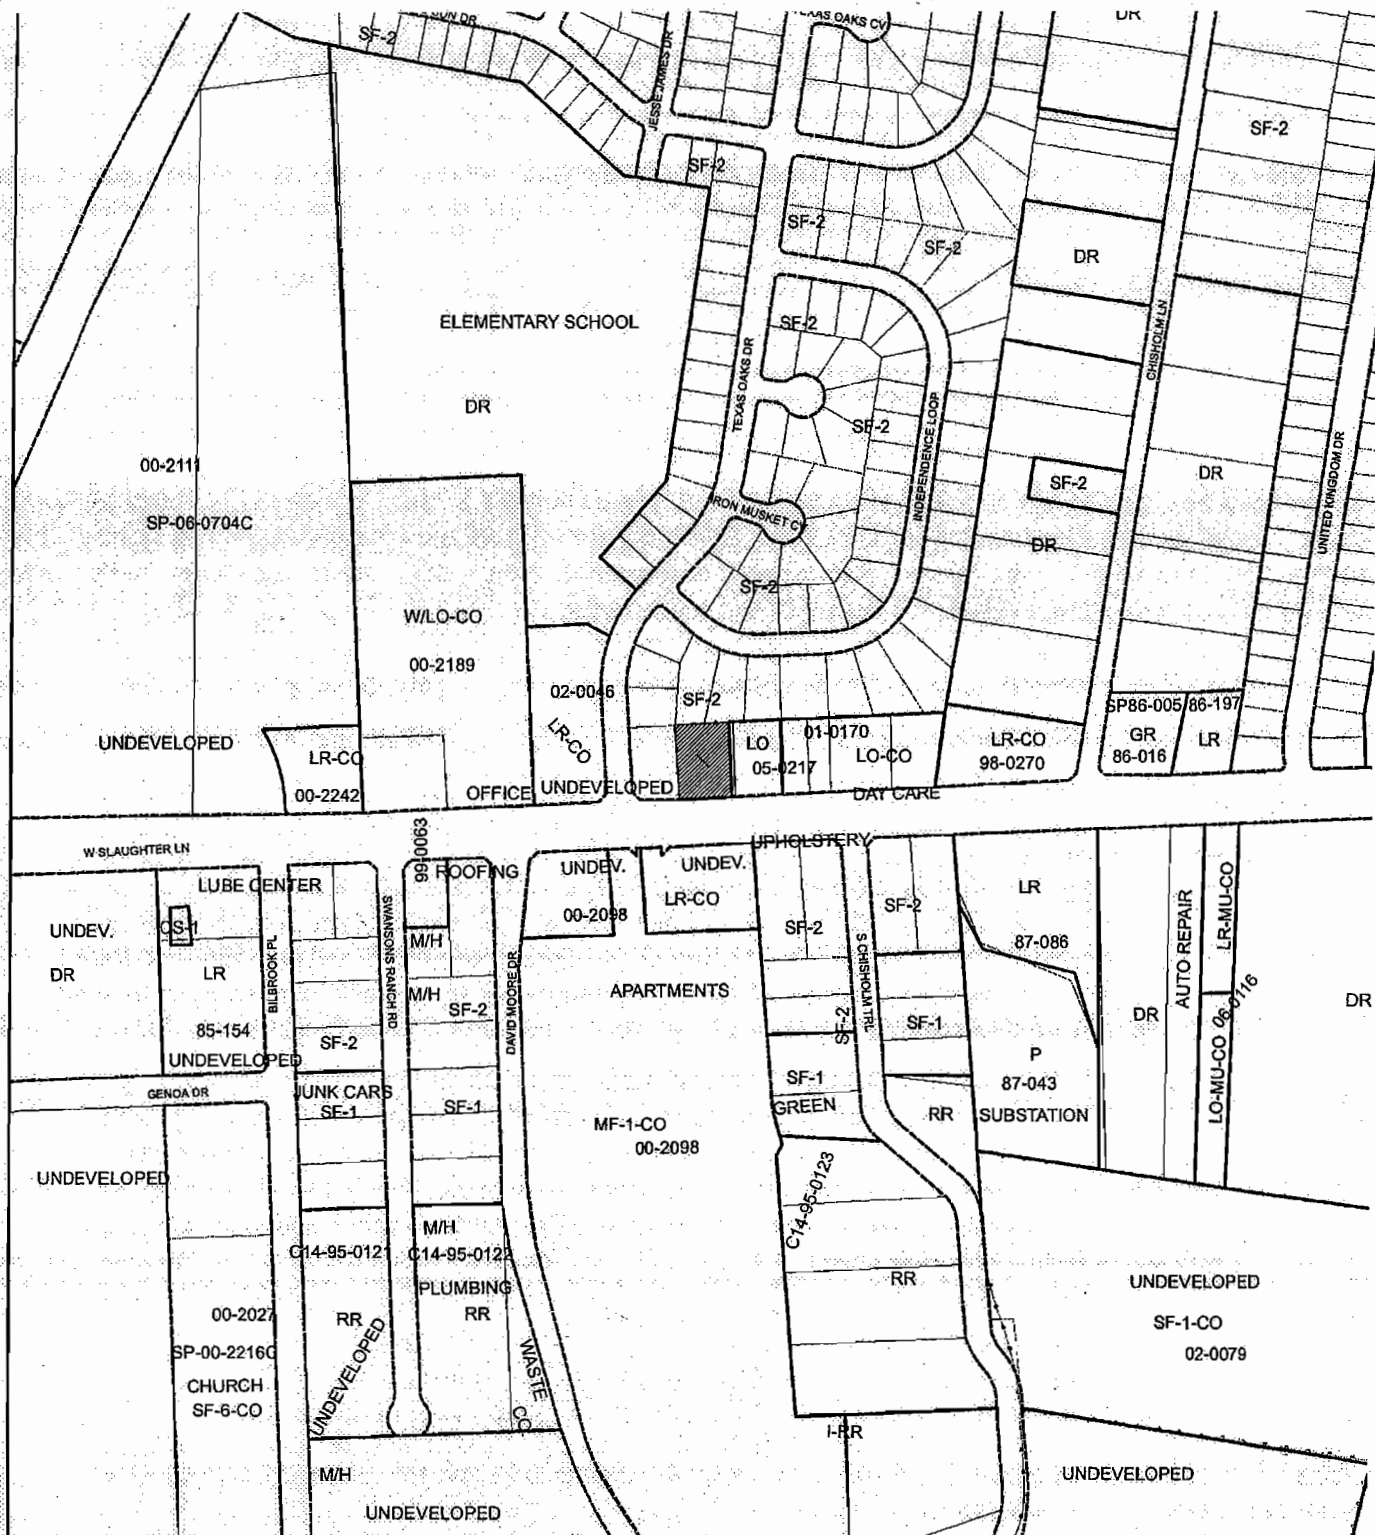 SF-2
TEXAS OAKS CV
DR
JESSE JAMES DR
SF-2
SF-2
SF-2
SF-2
DR
ELEMENTARY SCHOOL
SF-2
CHISHOLM LN
TEXAS OAKS DR
DR
INDEPENDENCE LOOP
SF-2
00-2111
DR
SF-2
UNITED KINGDOM DR
SP-06-0704C
IRON MUSKET CV
DR
SF-2
W/LO-CO
00-2189
02-0046
SF-2
LR-CO
SP86-005
86-197
UNDEVELOPED
LR-CO
00-2242
LO
05-0217
01-0170
LO-CO
LR-CO
98-0270
GR
86-016
LR
OFFICE
UNDEVELOPED
DAY CARE
W SLAUGHTER LN
99-0063
UPHOLSTERY
LUBE CENTER
ROOFING
UNDEV.
UNDEV.
LR-CO
00-2098
SF-2
SF-2
LR
87-086
AUTO REPAIR
LR-MU-CO
UNDEV.
DR
CS-1
LR
85-154
UNDEVELOPED
BILBROOK PL
SWANSONS RANCH RD
M/H
M/H
SF-2
DAVID MOORE DR
APARTMENTS
S CHISHOLM TRL
SF-2
SF-2
SF-1
DR
DR
06-0116
LO-MU-CO
GENOA DR
JUNK CARS
SF-1
SF-1
SF-1
GREEN
RR
P
87-043
SUBSTATION
MF-1-CO
00-2098
UNDEVELOPED
C14-95-0123
M/H
C14-95-0121
C14-95-0122
PLUMBING
RR
RR
RR
UNDEVELOPED
SF-1-CO
02-0079
00-2027
SP-00-2216C
CHURCH
SF-6-CO
UNDEVELOPED
WASTE
CO
I-RR
M/H
UNDEVELOPED
UNDEVELOPED